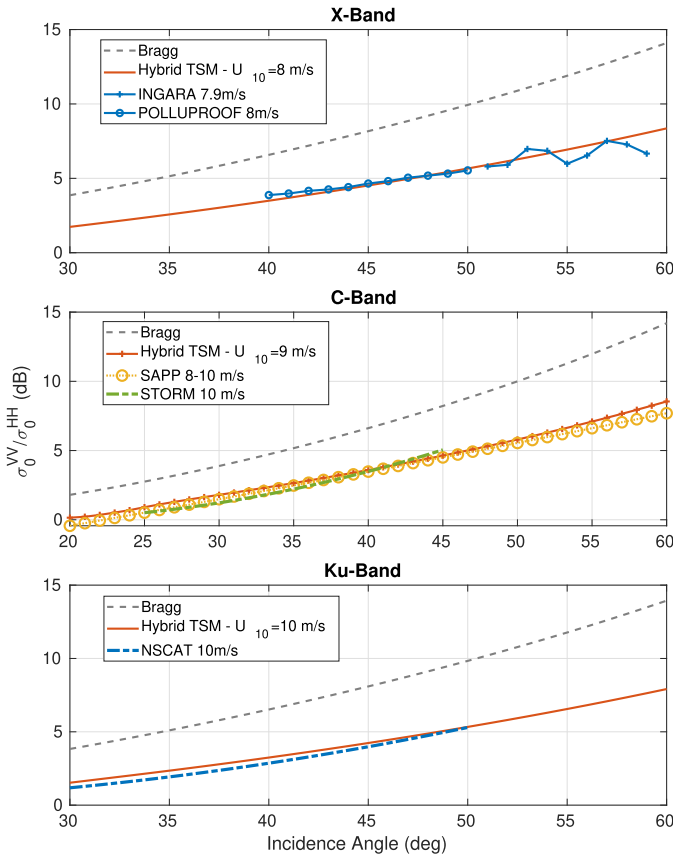 X-Band
15
10
5
0
Bragg
Hybrid TSM - U 10=8 m/s
INGARA 7.9m/s
POLLUPROOF 8m/s
30 35 40 45 50 55 60
C-Band
15
10
5
0
Bragg
Hybrid TSM - U 10=9 m/s
SAPP 8-10 m/s
STORM 10 m/s
20 25 30 35 40 45 50 55 60
σ0VV/σ0HH (dB)
Ku-Band
15
10
5
0
Bragg
Hybrid TSM - U 10=10 m/s
NSCAT 10m/s
30 35 40 45 50 55 60
Incidence Angle (deg)